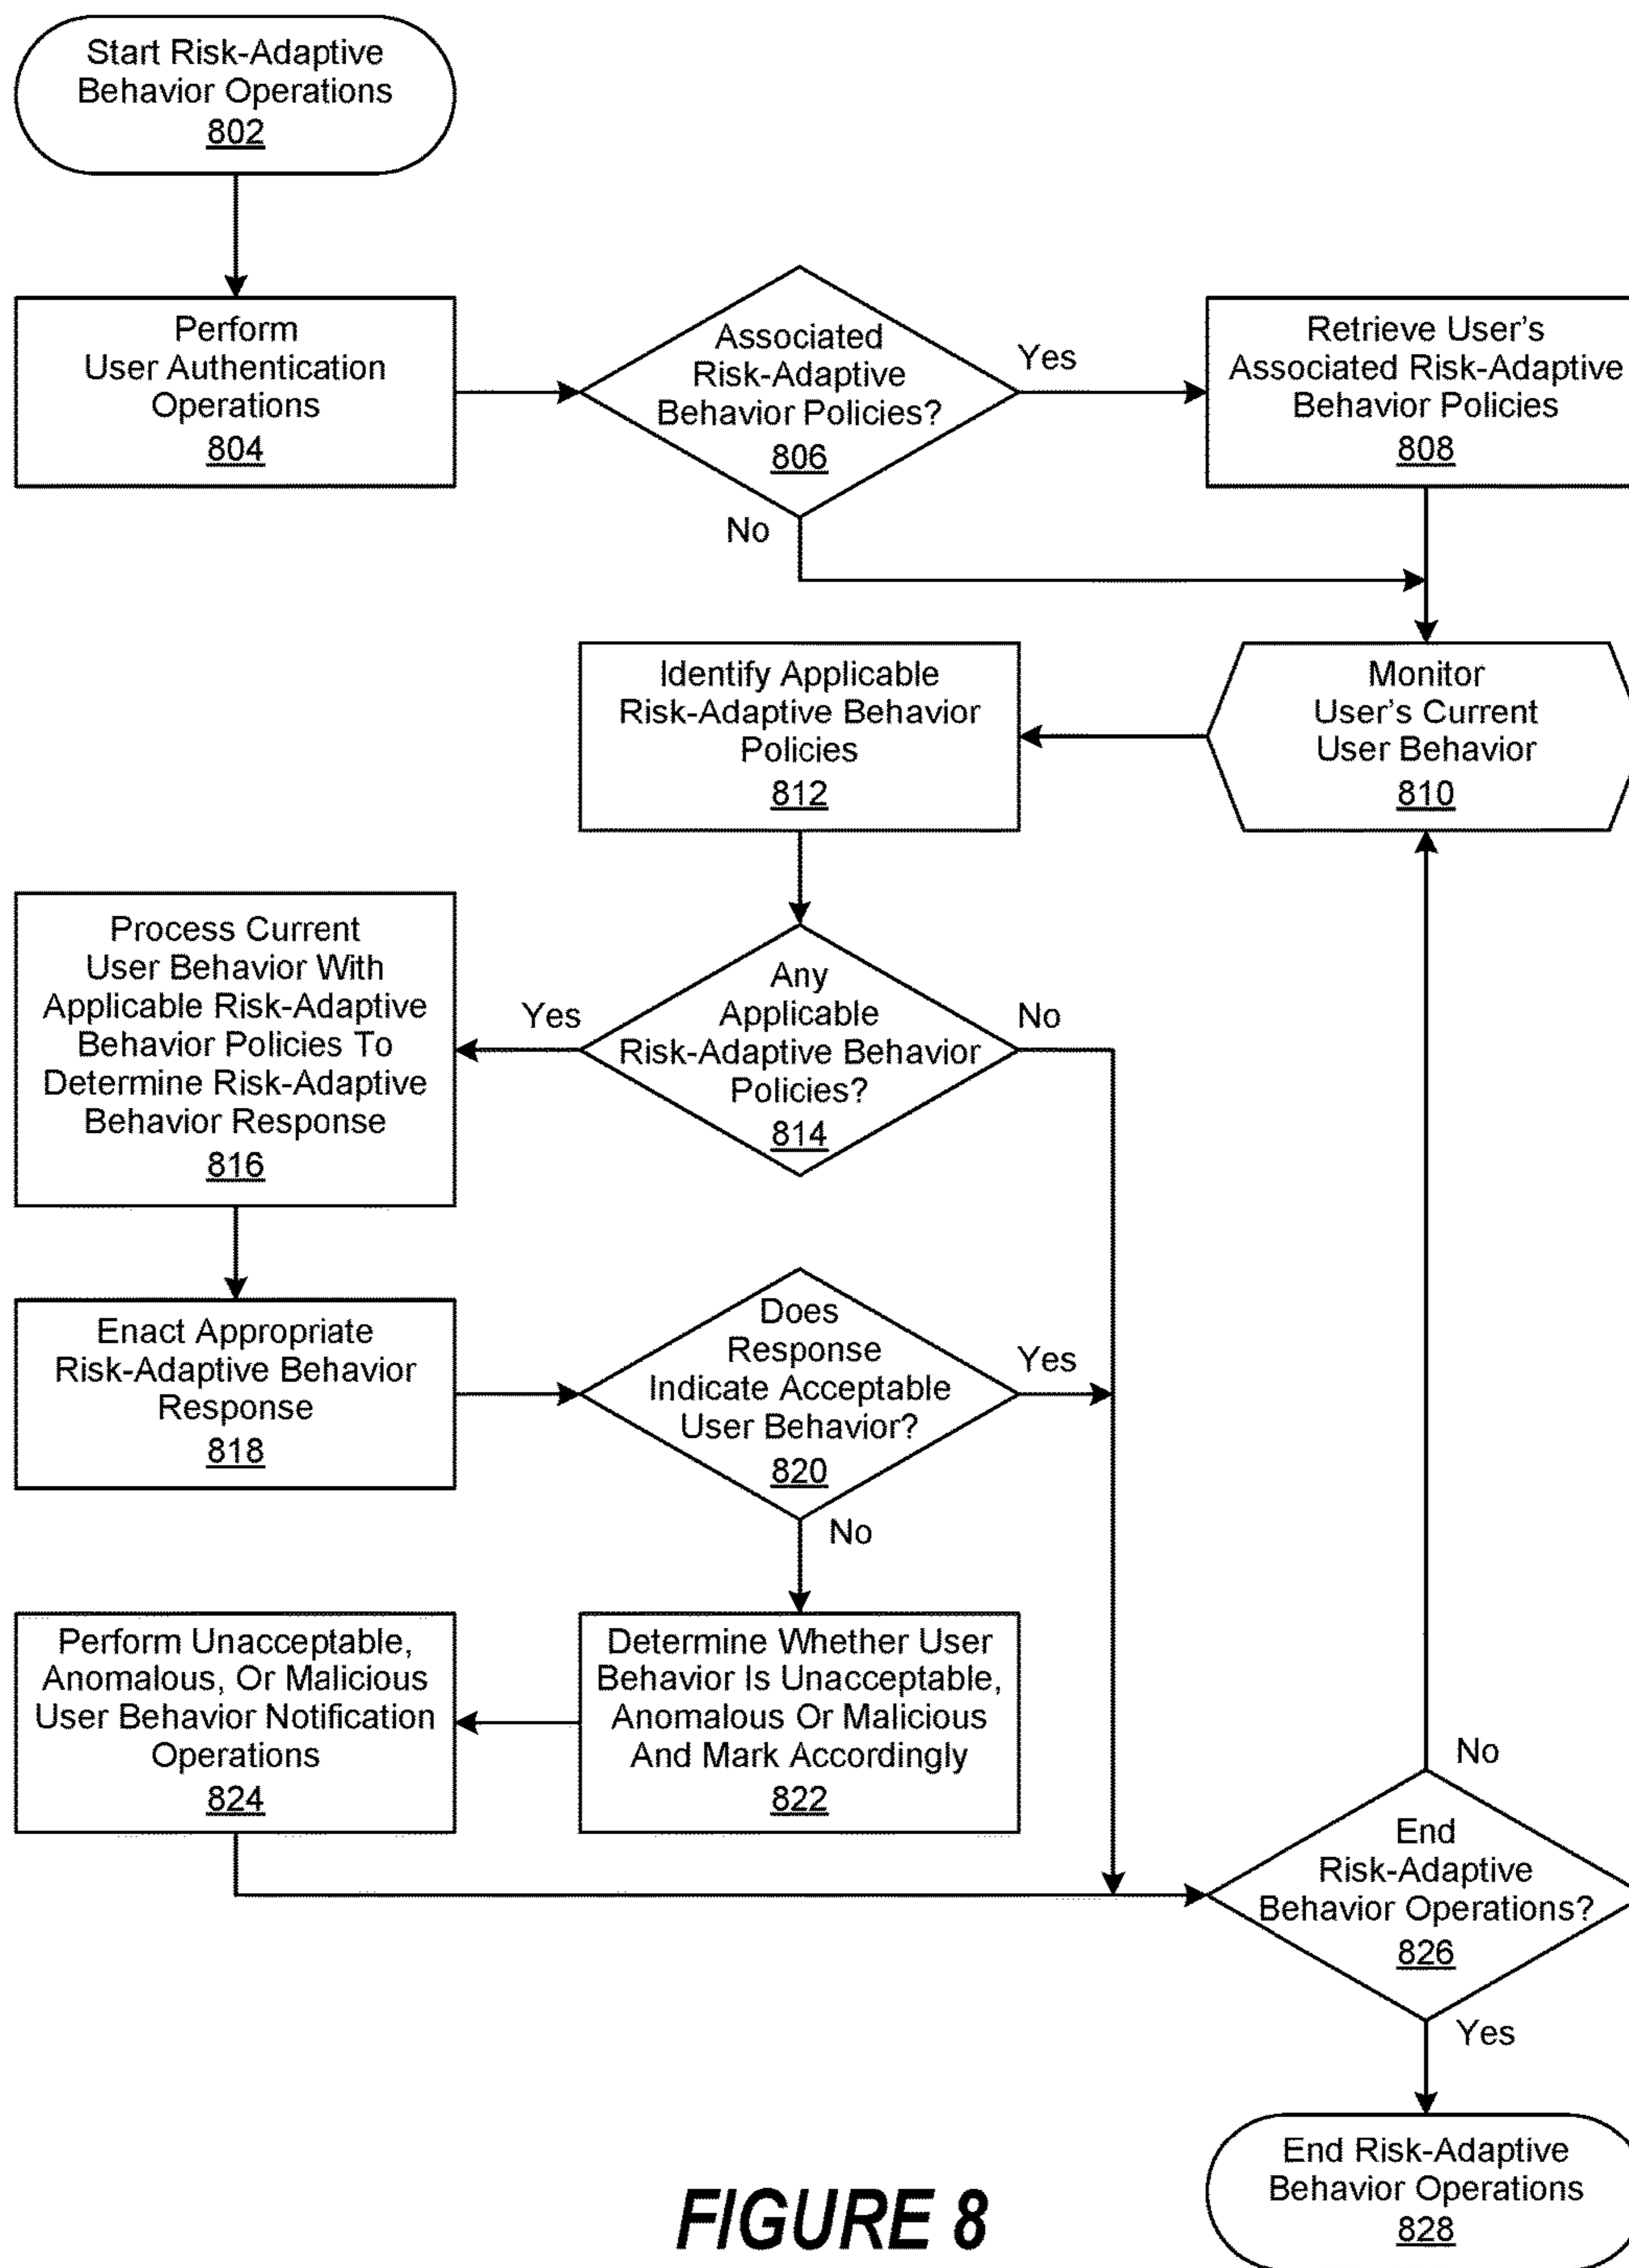 Start Risk-Adaptive
Behavior Operations
802
Perform
User Authentication
Operations
804
Associated
Risk-Adaptive
Behavior Policies?
806
Yes
No
Retrieve User's
Associated Risk-Adaptive
Behavior Policies
808
Monitor
User's Current
User Behavior
810
Identify Applicable
Risk-Adaptive Behavior
Policies
812
Any
Applicable
Risk-Adaptive Behavior
Policies?
814
Yes
No
Process Current
User Behavior With
Applicable Risk-Adaptive
Behavior Policies To
Determine Risk-Adaptive
Behavior Response
816
Enact Appropriate
Risk-Adaptive Behavior
Response
818
Does
Response
Indicate Acceptable
User Behavior?
820
Yes
No
Determine Whether User
Behavior Is Unacceptable,
Anomalous Or Malicious
And Mark Accordingly
822
Perform Unacceptable,
Anomalous, Or Malicious
User Behavior Notification
Operations
824
No
End
Risk-Adaptive
Behavior Operations?
826
Yes
End Risk-Adaptive
Behavior Operations
828
FIGURE 8